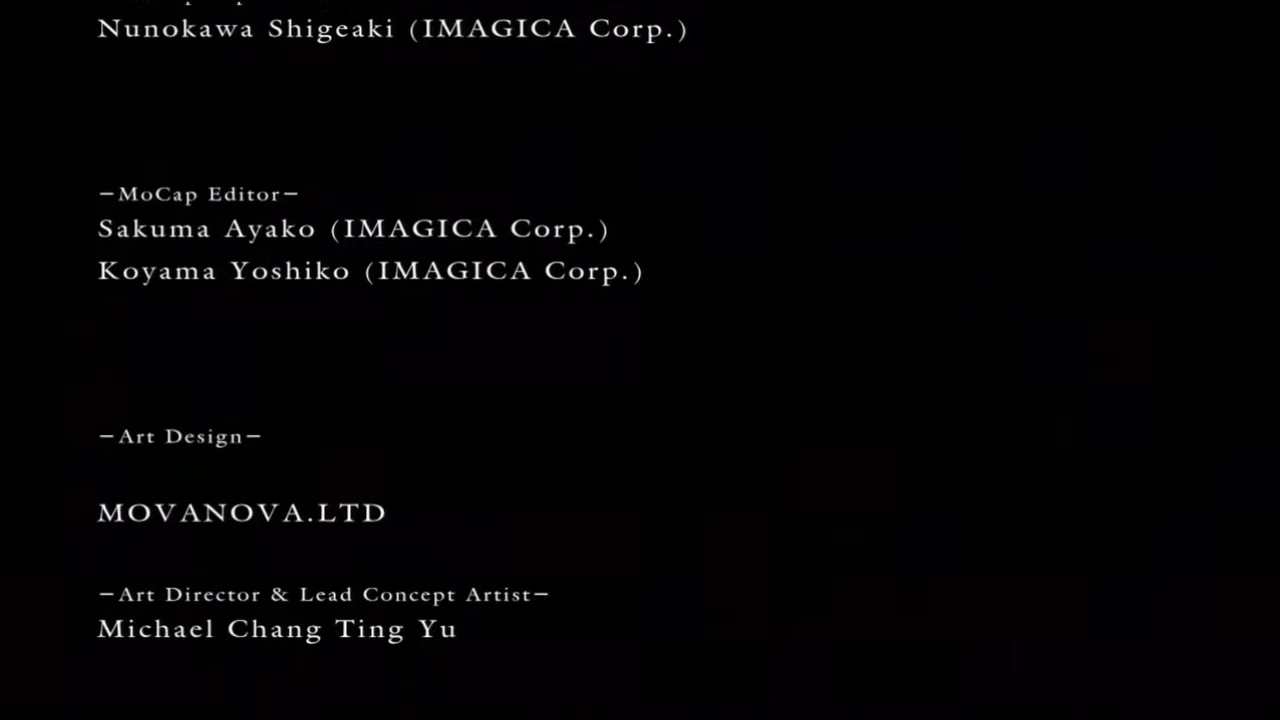 Nunokawa Shigeaki (IMAGICA Corp.)
−MoCap Editor−
Sakuma Ayako (IMAGICA Corp.)
Koyama Yoshiko (IMAGICA Corp.)
−Art Design−
MOVANOVA.LTD
−Art Director & Lead Concept Artist−
Michael Chang Ting Yu